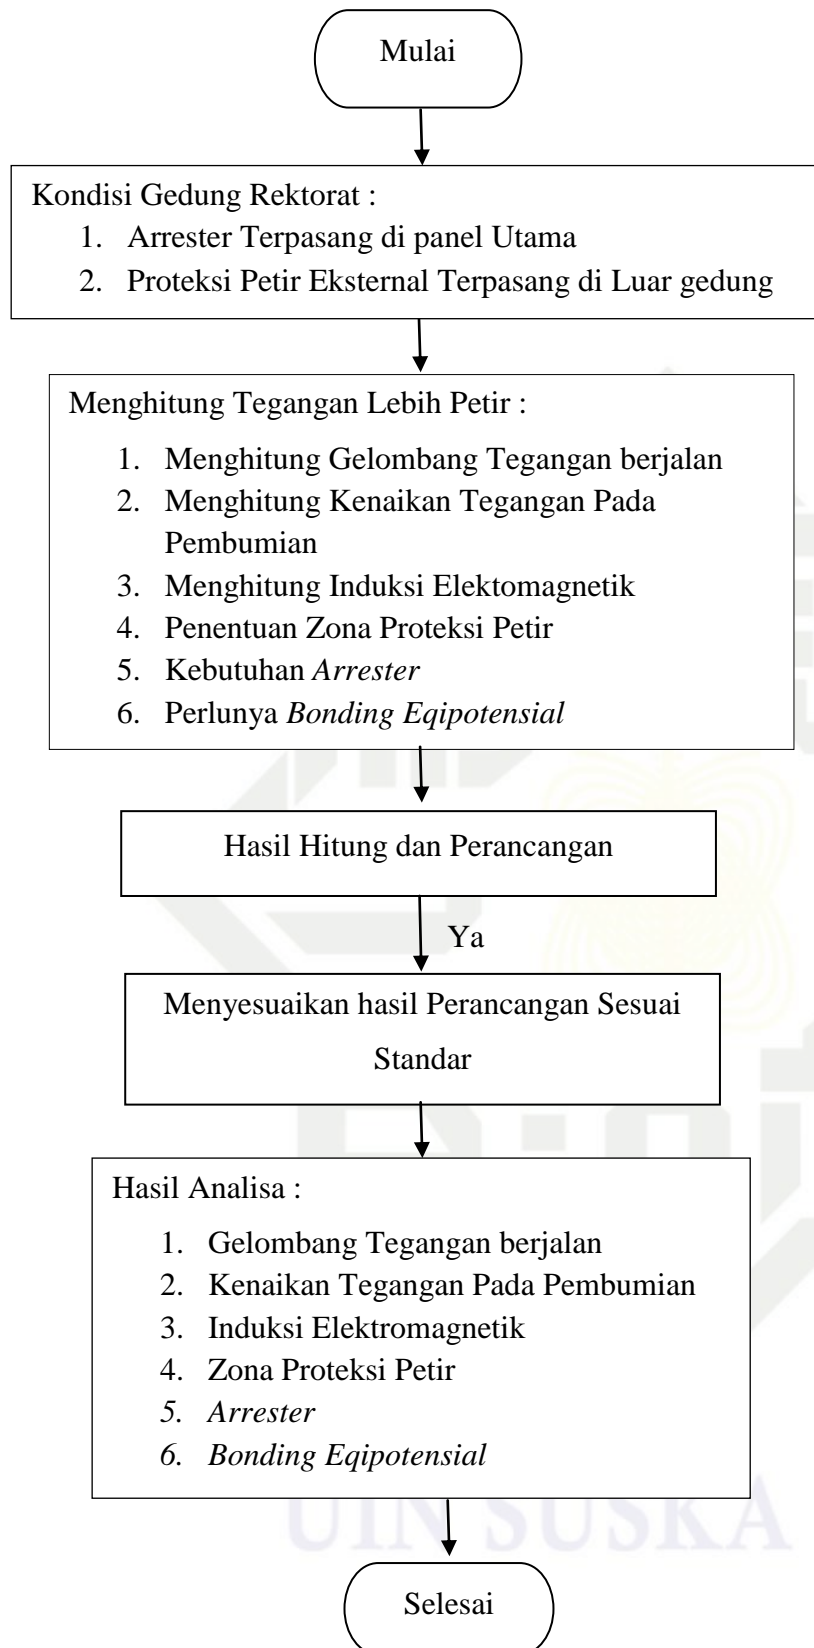 Mulai
Kondisi Gedung Rektorat :
1. Arrester Terpasang di panel Utama
2. Proteksi Petir Eksternal Terpasang di Luar gedung
Menghitung Tegangan Lebih Petir :
1. Menghitung Gelombang Tegangan berjalan
2. Menghitung Kenaikan Tegangan Pada
Pembumian
3. Menghitung Induksi Elektomagnetik
4. Penentuan Zona Proteksi Petir
5. Kebutuhan Arrester
6. Perlunya Bonding Eqipotensial
Hasil Hitung dan Perancangan
Ya
Menyesuaikan hasil Perancangan Sesuai
Standar
Hasil Analisa :
1. Gelombang Tegangan berjalan
2. Kenaikan Tegangan Pada Pembumian
3. Induksi Elektromagnetik
4. Zona Proteksi Petir
5. Arrester
6. Bonding Eqipotensial
UIN SUSKA
Selesai